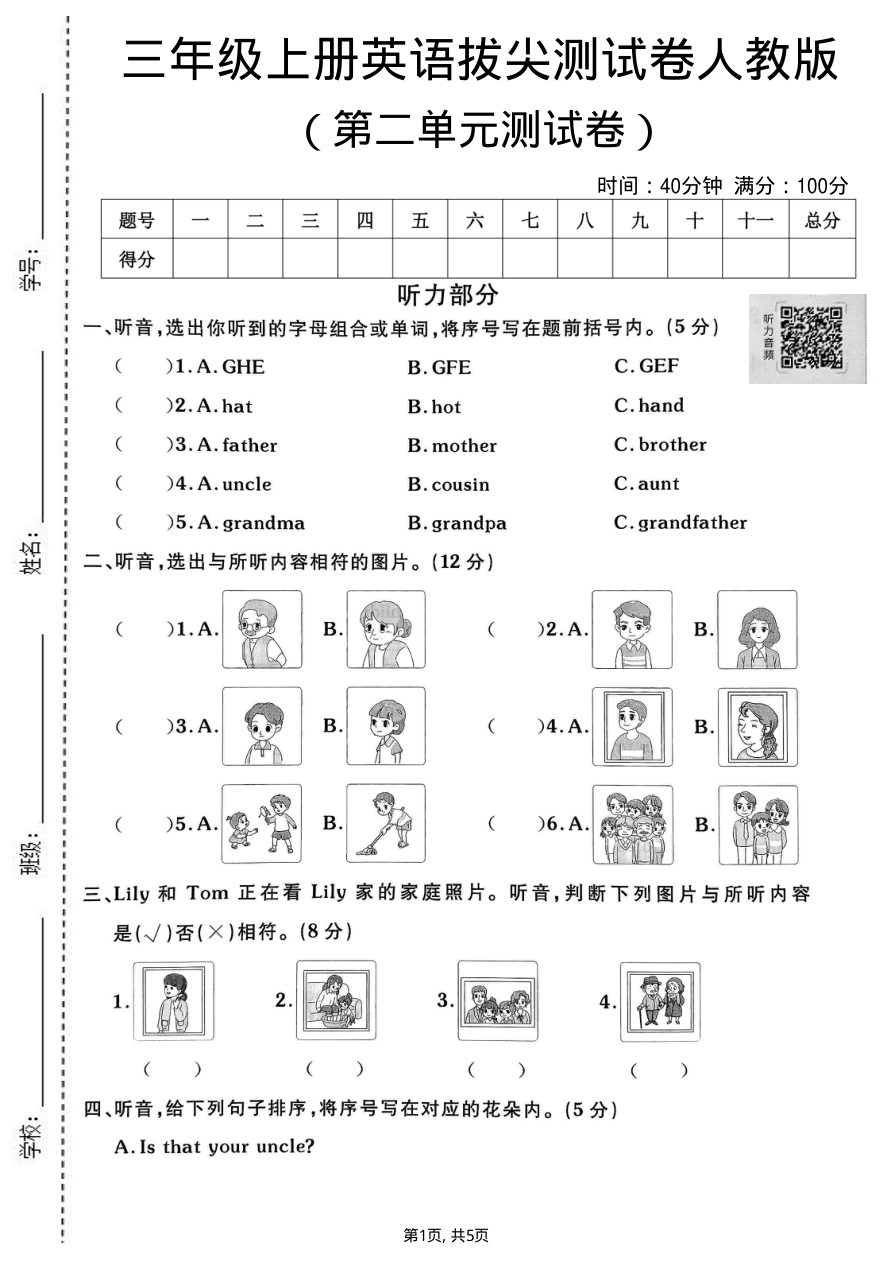 三年级上册英语拔尖测试卷人教版
（第二单元测试卷）
时间：40分钟 满分：100分
题号 一 二 三 四 五 六 七 八 九 十 十一 总分
得分
听力部分
听力音频
一、听音,选出你听到的字母组合或单词,将序号写在题前括号内。(5 分)
( )1. A. GHE B. GFE C. GEF
( )2. A. hat B. hot C. hand
( )3. A. father B. mother C. brother
( )4. A. uncle B. cousin C. aunt
( )5. A. grandma B. grandpa C. grandfather
二、听音,选出与所听内容相符的图片。(12 分)
( )1. A. B. ( )2. A. B.
( )3. A. B. ( )4. A. B.
( )5. A. B. ( )6. A. B.
三、Lily 和 Tom 正在看 Lily 家的家庭照片。听音,判断下列图片与所听内容
是(√)否(×)相符。(8 分)
1. 2. 3. 4.
( ) ( ) ( ) ( )
四、听音,给下列句子排序,将序号写在对应的花朵内。(5 分)
A. Is that your uncle?
学号:
姓名:
班级:
学校:
第1页, 共5页